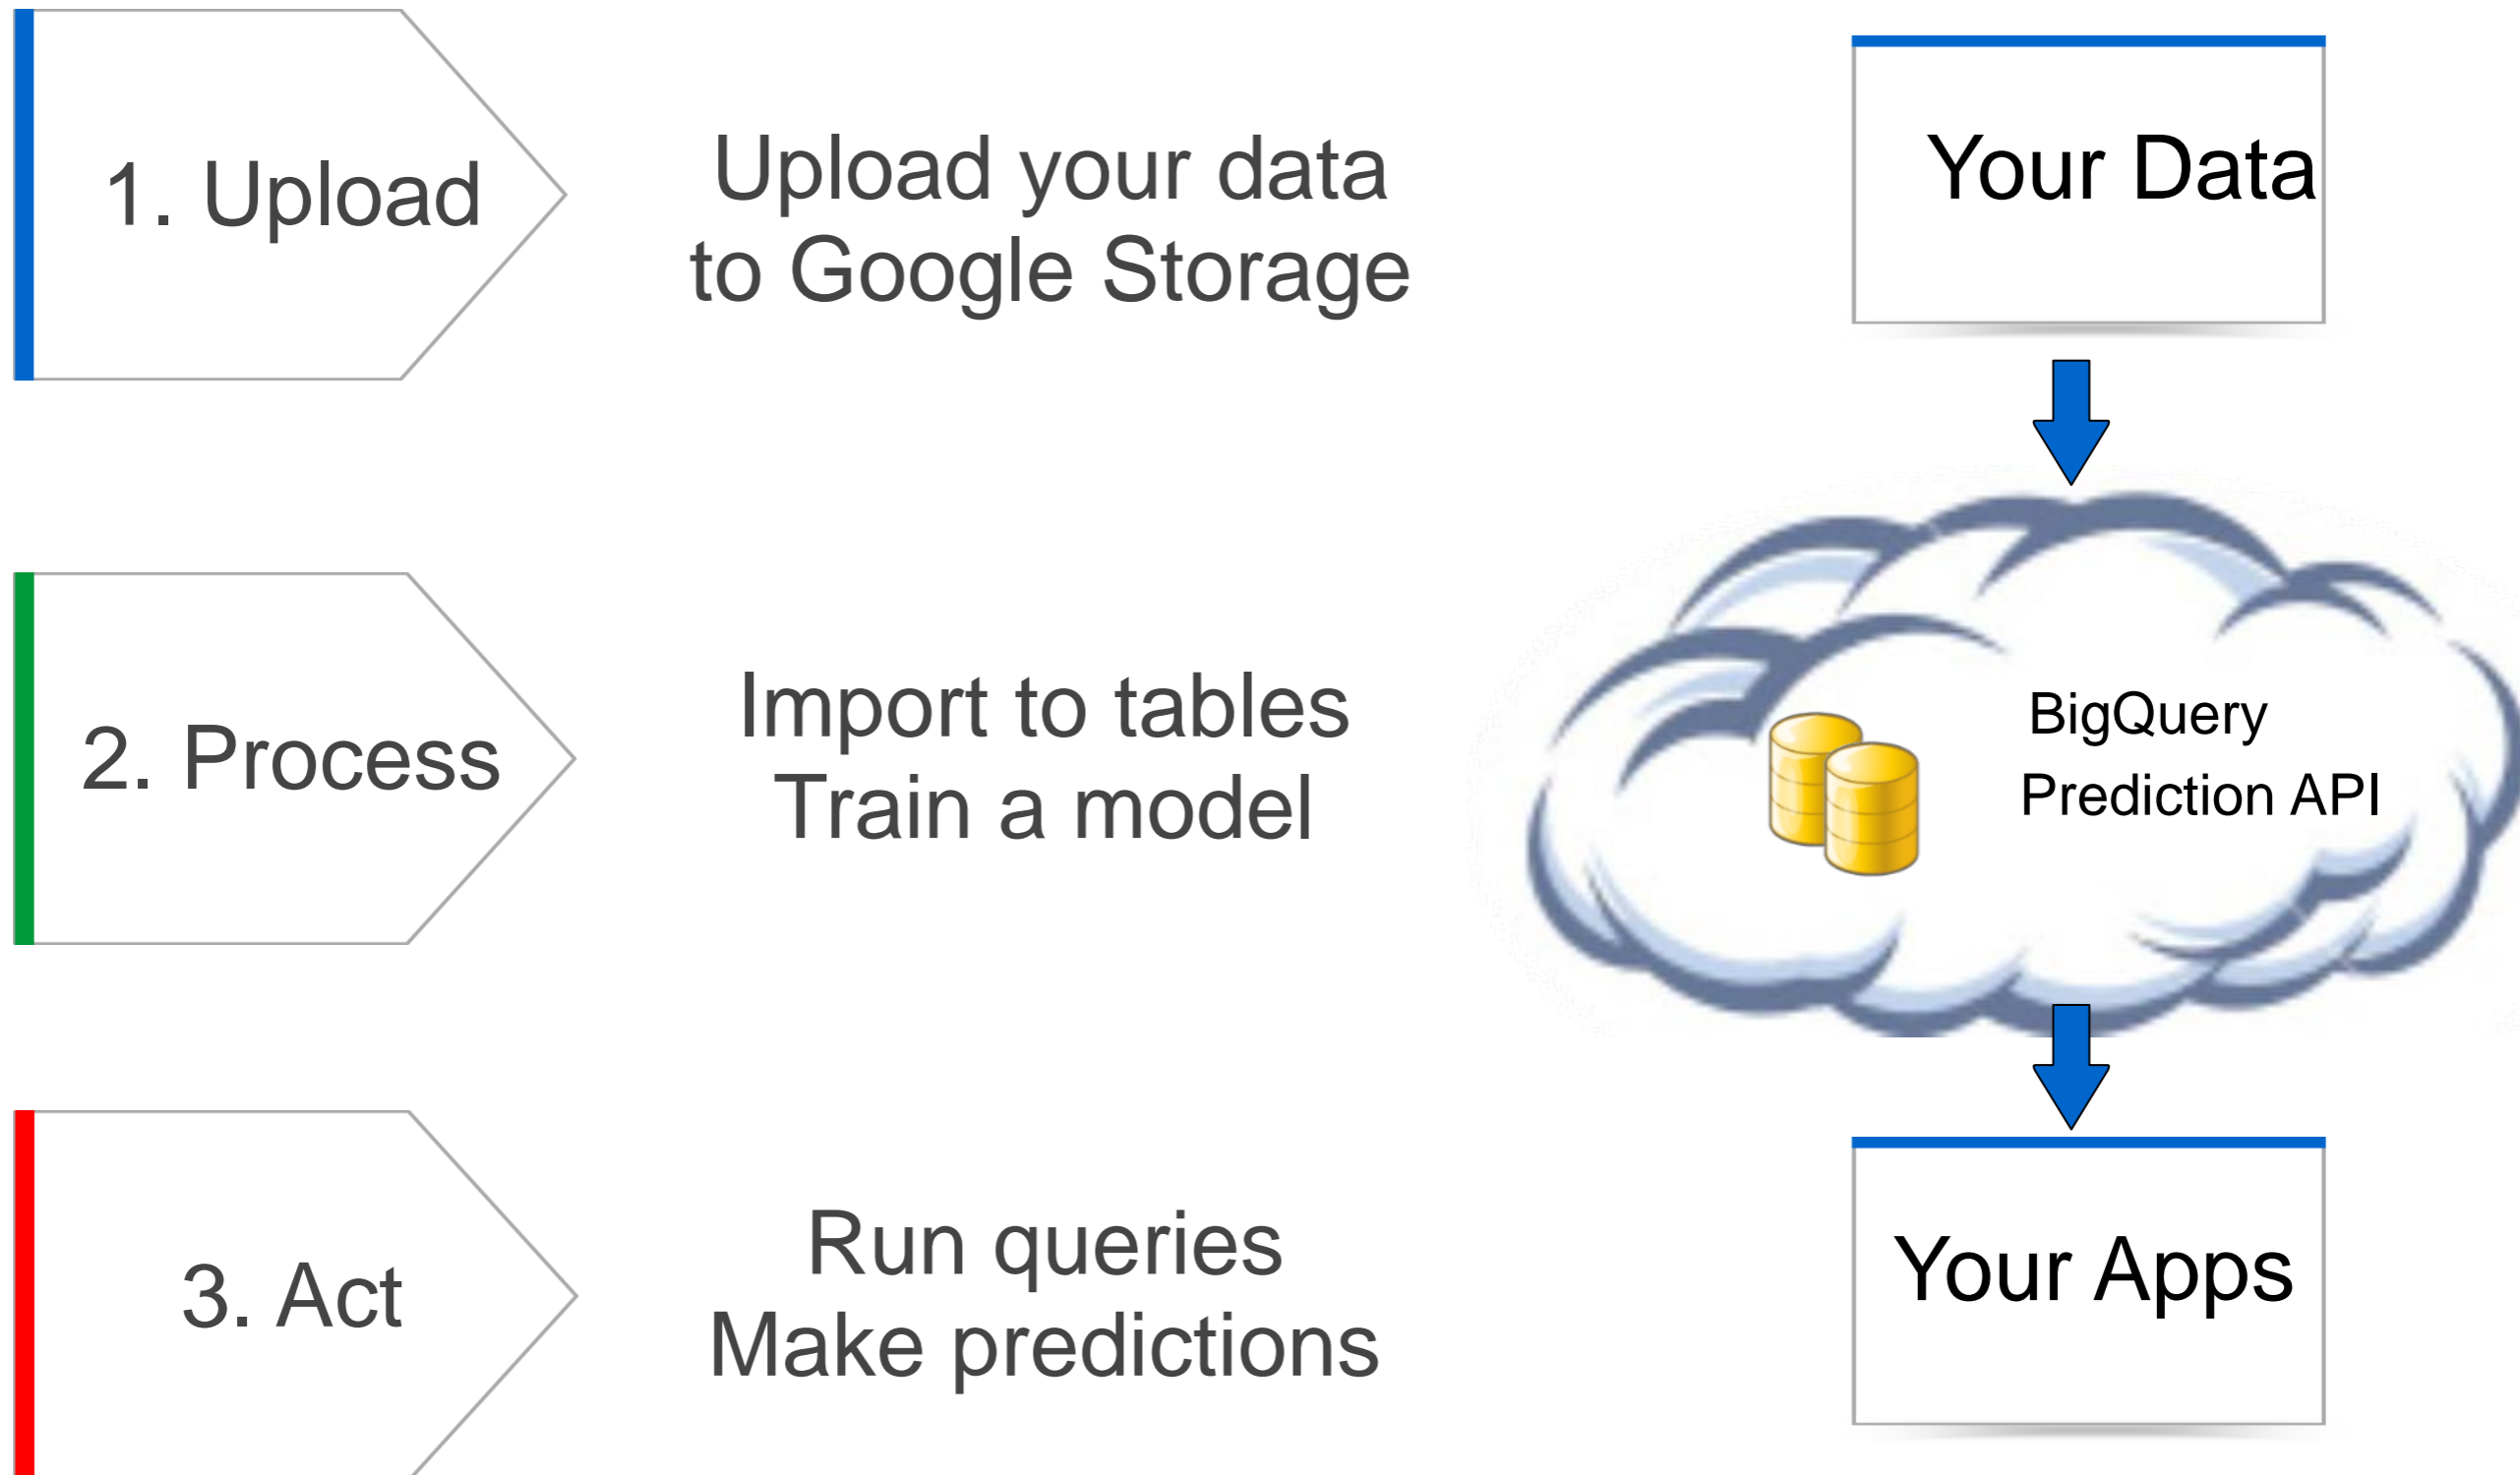 1. Upload
Upload your data
to Google Storage
Your Data
2. Process
Import to tables
Train a model
BigQuery
Prediction API
3. Act
Run queries
Make predictions
Your Apps